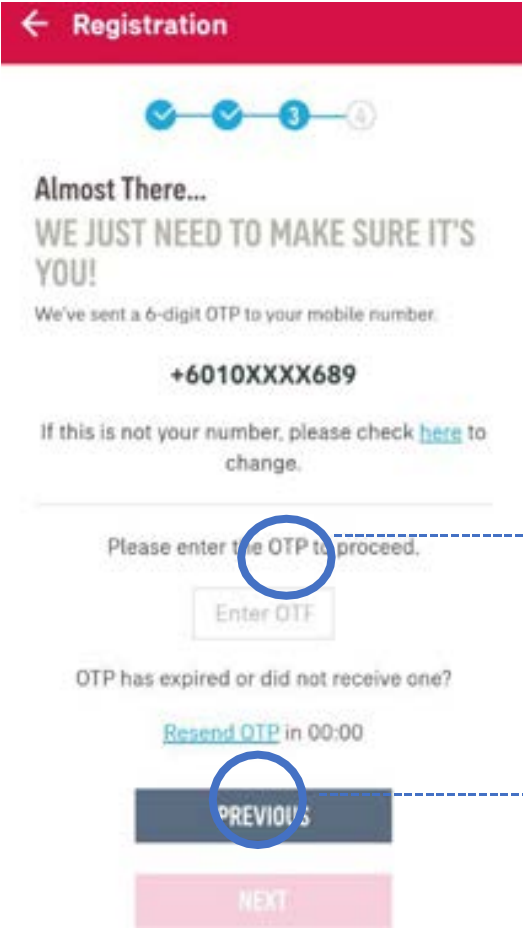 ← Registration
3 4
Almost There...
WE JUST NEED TO MAKE SURE IT'S
YOU!
We've sent a 6-digit OTP to your mobile number.
+6010XXXX689
If this is not your number, please check here to
change.
Please enter the OTP to proceed.
Enter OTP
OTP has expired or did not receive one?
Resend OTP in 00:00
PREVIOUS
NEXT